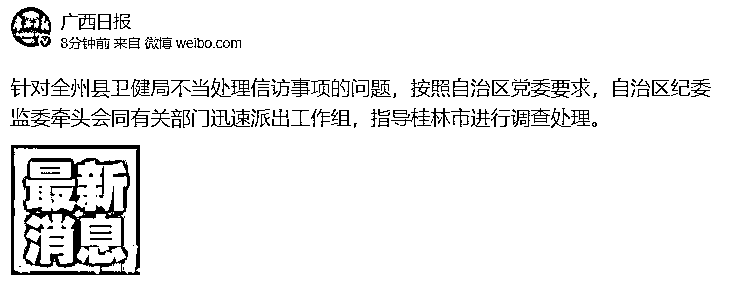 广西日报
8分钟前 来自 微博 weibo.com
针对全州县卫健局不当处理信访事项的问题，按照自治区党委要求，自治区纪委
监委牵头会同有关部门迅速派出工作组，指导桂林市进行调查处理。
最新
消息